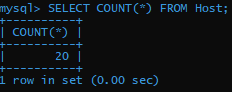 mysql> SELECT COUNT(*) FROM Host;
+----------+
| COUNT(*) |
+----------+
|       20 |
+----------+
1 row in set (0.00 sec)